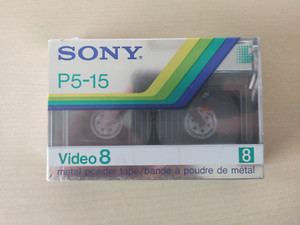 SONY
P5-15
Video 8
8
metal powder tape/bande à poudre de métal